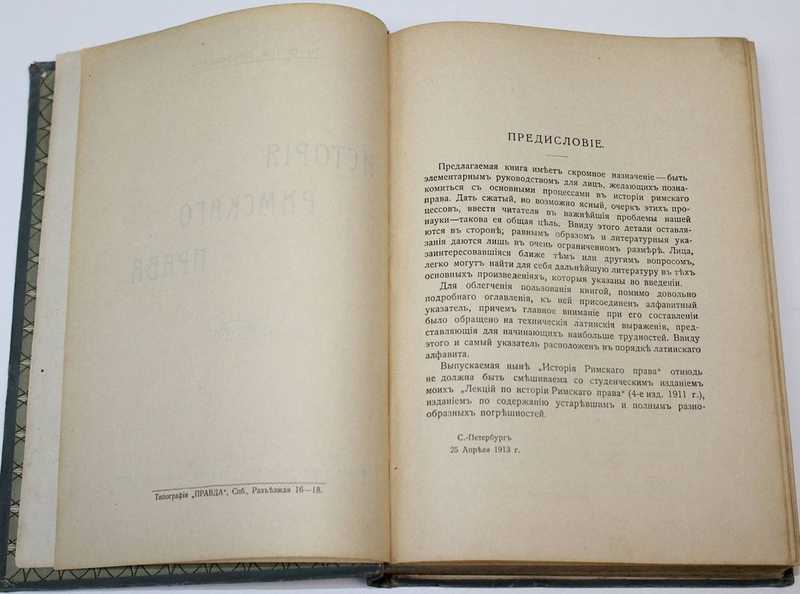 ИСТОРІЯ
РИМСКАГО
ПРАВА
Типографія „ПРАВДА“, Спб., Разъѣзжая 16—18.
ПРЕДИСЛОВІЕ.
Предлагаемая книга имѣетъ скромное назначеніе—быть
элементарнымъ руководствомъ для лицъ, желающихъ позна-
комиться съ основными процессами въ исторіи римскаго
права. Дать сжатый, но возможно ясный, очеркъ этихъ про-
цессовъ, ввести читателя въ важнѣйшія проблемы нашей
науки—такова ея общая цѣль. Ввиду этого детали оставля-
ются въ сторонѣ; равнымъ образомъ и литературныя ука-
занія даются лишь въ очень ограниченномъ размѣрѣ. Лица,
заинтересовавшіяся ближе тѣмъ или другимъ вопросомъ,
легко могутъ найти для себя дальнѣйшую литературу въ тѣхъ
основныхъ произведеніяхъ, которыя указаны во введеніи.
Для облегченія пользованія книгой, помимо довольно
подробнаго оглавленія, къ ней присоединенъ алфавитный
указатель, причемъ главное вниманіе при его составленіи
было обращено на техническія латинскія выраженія, пред-
ставляющія для начинающихъ наибольше трудностей. Ввиду
этого и самый указатель расположенъ въ порядкѣ латинскаго
алфавита.
Выпускаемая нынѣ „Исторія Римскаго права“ отнюдь
не должна быть смѣшиваема со студенческимъ изданіемъ
моихъ „Лекцій по исторіи Римскаго права“ (4-е изд. 1911 г.),
изданіемъ по содержанію устарѣвшимъ и полнымъ разно-
образныхъ погрѣшностей.
С.-Петербургъ
25 Апрѣля 1913 г.